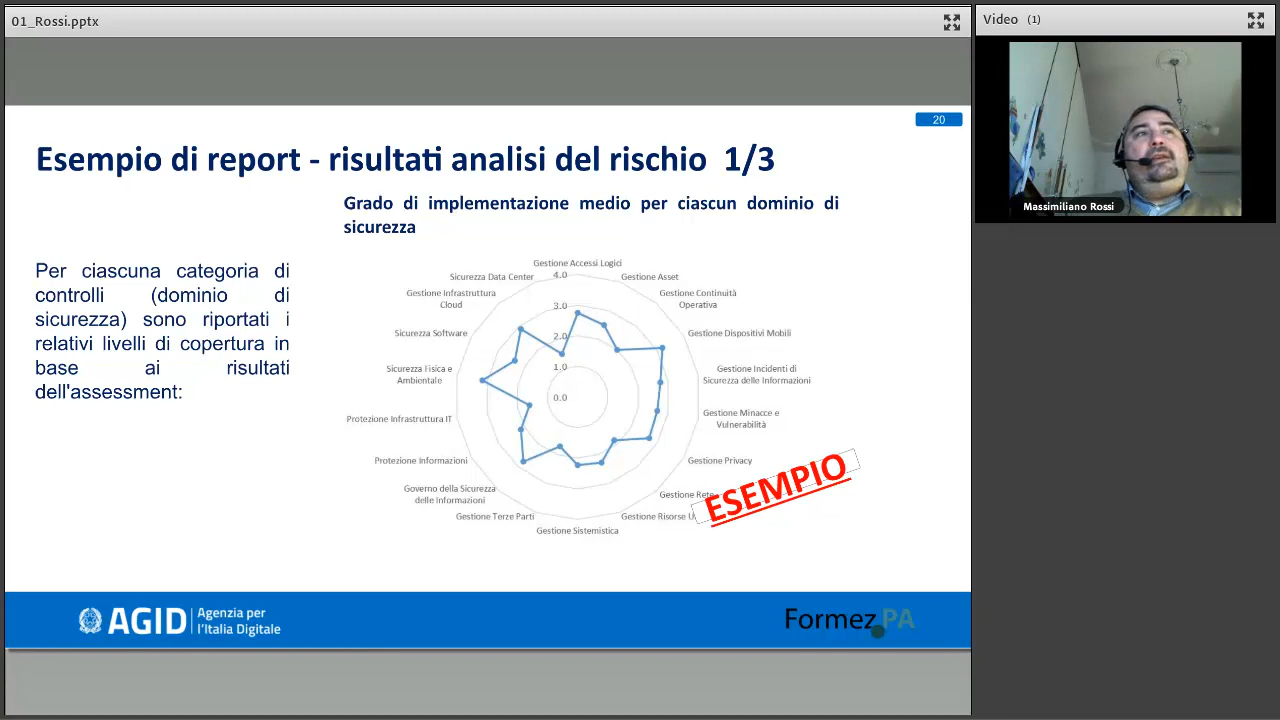 01_Rossi.pptx
Video (1)
Massimiliano Rossi
20
Esempio di report - risultati analisi del rischio 1/3
Grado di implementazione medio per ciascun dominio di
sicurezza
Per ciascuna categoria di
controlli (dominio di
sicurezza) sono riportati i
relativi livelli di copertura in
base ai risultati
dell'assessment:
Gestione Accessi Logici
Gestione Asset
Gestione Continuità
Operativa
Gestione Dispositivi Mobili
Gestione Incidenti di
Sicurezza delle Informazioni
Gestione Minacce e
Vulnerabilità
Gestione Privacy
Gestione Rete
Gestione Risorse
Gestione Sistemistica
Gestione Terze Parti
Governo della Sicurezza
delle Informazioni
Protezione Informazioni
Protezione Infrastruttura IT
Sicurezza Fisica e
Ambientale
Sicurezza Software
Gestione Infrastruttura
Cloud
Sicurezza Data Center
4.0
3.0
2.0
1.0
0.0
ESEMPIO
AGID
Agenzia per
l'Italia Digitale
Formez PA